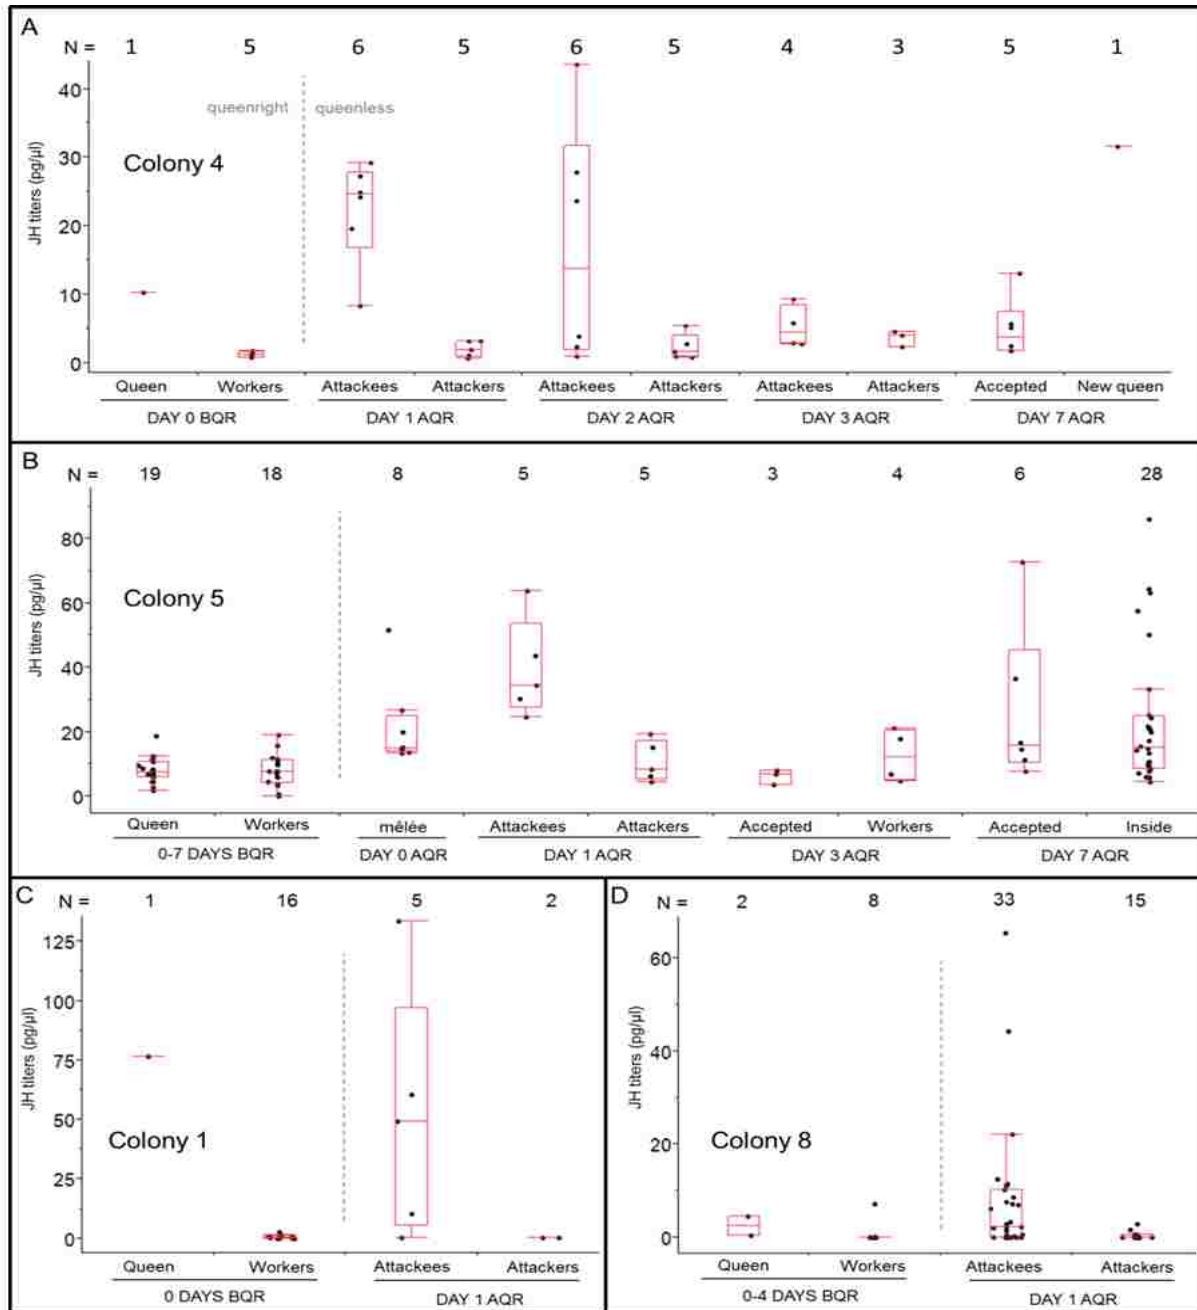 A
N = 1 5 6 5 6 5 4 3 5 1
40
queenright queenless
Colony 4
30
20
10
0
JH titers (pg/µl)
Queen Workers Attackees Attackers Attackees Attackers Attackees Attackers Accepted New queen
DAY 0 BQR DAY 1 AQR DAY 2 AQR DAY 3 AQR DAY 7 AQR
B
N = 19 18 8 5 5 3 4 6 28
80
60
Colony 5
40
20
0
JH titers (pg/µl)
Queen Workers mêlée Attackees Attackers Accepted Workers Accepted Inside
0-7 DAYS BQR DAY 0 AQR DAY 1 AQR DAY 3 AQR DAY 7 AQR
C
N = 1 16 5 2
125
100
75
50
Colony 1
25
0
JH titers (pg/µl)
Queen Workers Attackees Attackers
0 DAYS BQR DAY 1 AQR
D
N = 2 8 33 15
60
40
20
Colony 8
0
JH titers (pg/µl)
Queen Workers Attackees Attackers
0-4 DAYS BQR DAY 1 AQR